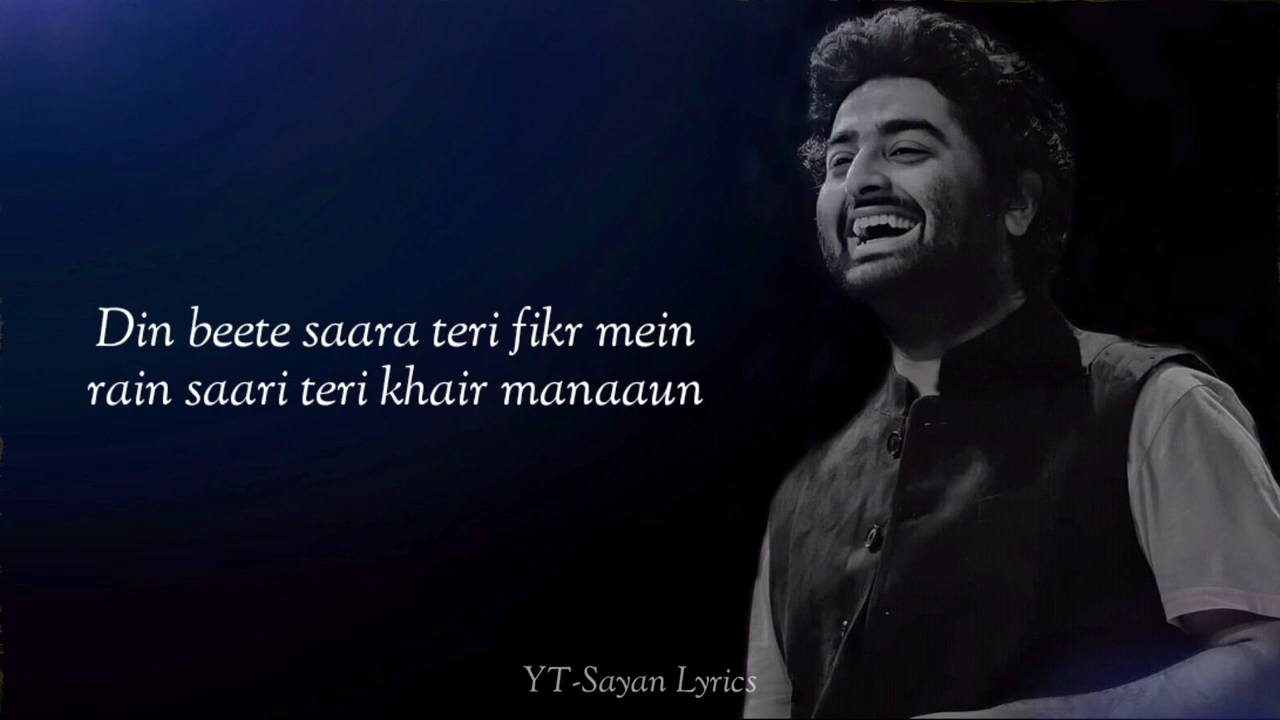 Din beete saara teri fikr mein
rain saari teri khair manaaun
YT-Sayan Lyrics